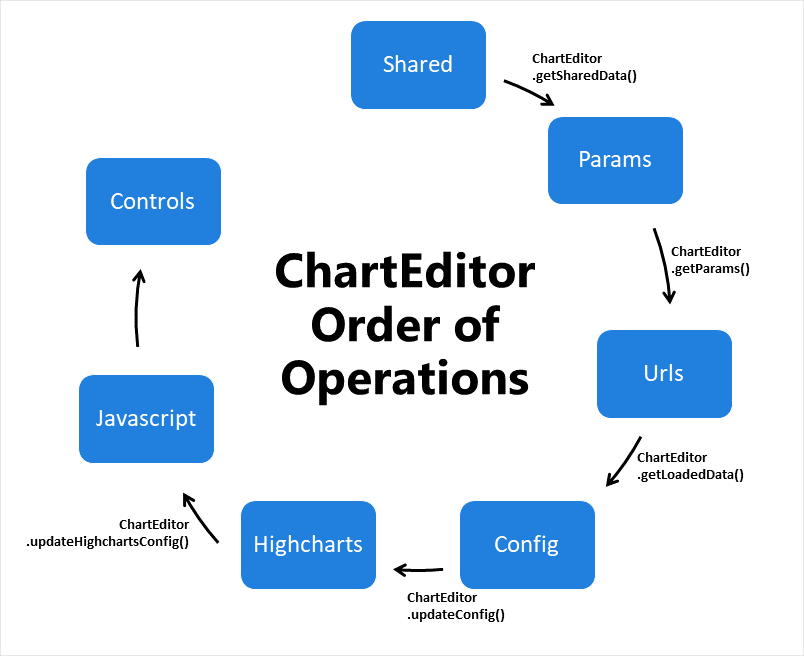 Shared
ChartEditor
.getSharedData()
Params
ChartEditor
.getParams()
Urls
ChartEditor
.getLoadedData()
Config
ChartEditor
.updateConfig()
Highcharts
ChartEditor
.updateHighchartsConfig()
Javascript
Controls
ChartEditor
Order of
Operations